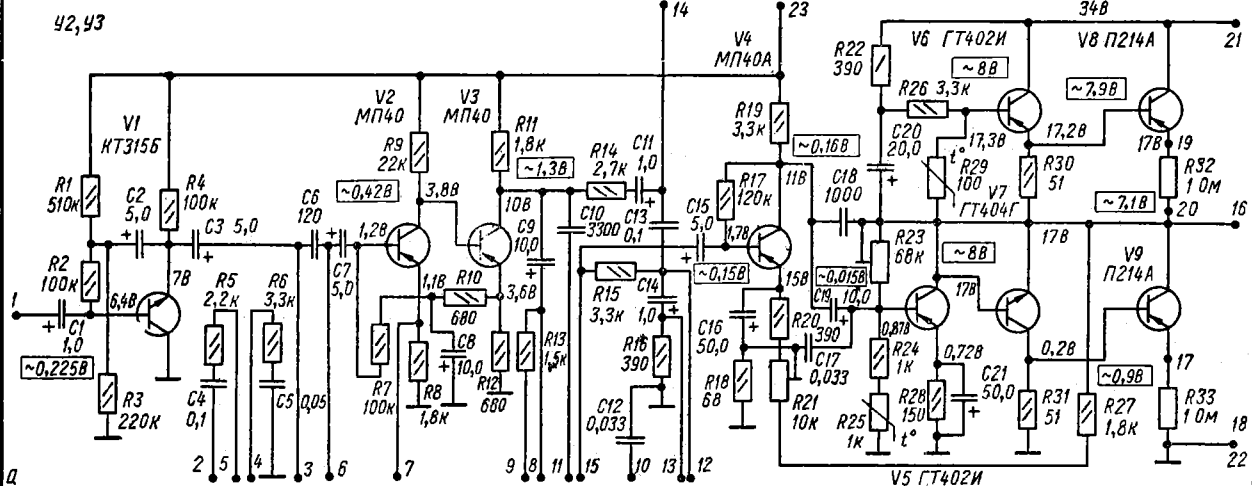 У2,У3
14
23
34В
21
V4
МП40А
V6 ГТ402И
V8 П214А
R22
390
~8В
R26 3,3к
~7,9В
V1
КТ315Б
V2
МП40
V3
МП40
R9
22к
R11
1,8к
~1,3В
R14
2,7к
C11
1,0
R19
3,3к
~0,16В
C20
20,0
17,3В
17,2В
17В
19
R1
510к
C2
5,0
R4
100к
C3 5,0
C6
120
~0,42В
3,8В
10В
C9
10,0
C10
3300
C13
0,1
C15
5,0
R17
120к
11В
C18
1000
t°
R29
100
R30
51
R32
1 Ом
V7
ГТ404Г
~7,1В
20
16
R2
100к
7В
6,4В
1
C1
1,0
~0,225В
R3
220к
R5
2,2к
R6
3,3к
C4
0,1
C5
0,05
C7
5,0
1,2В
1,1В
R10
680
3,6В
R7
100к
R8
1,8к
C8
10,0
R12
680
R13
1,5к
R15
3,3к
C14
1,0
R16
390
C12
0,033
1,7В
~0,15В
15В
C16
50,0
R18
68
R20
390
C17
0,033
R21
10к
~0,015В
C19
10,0
R23
68к
~8В
17В
17В
V9
П214А
0,87В
R24
1к
R25
1к
t°
0,72В
R28
150
C21
50,0
0,2В
R31
51
~0,9В
R27
1,8к
17
R33
1 Ом
18
22
2
5
4
3
6
7
9
8
11
15
10
13
12
V5 ГТ402И
а